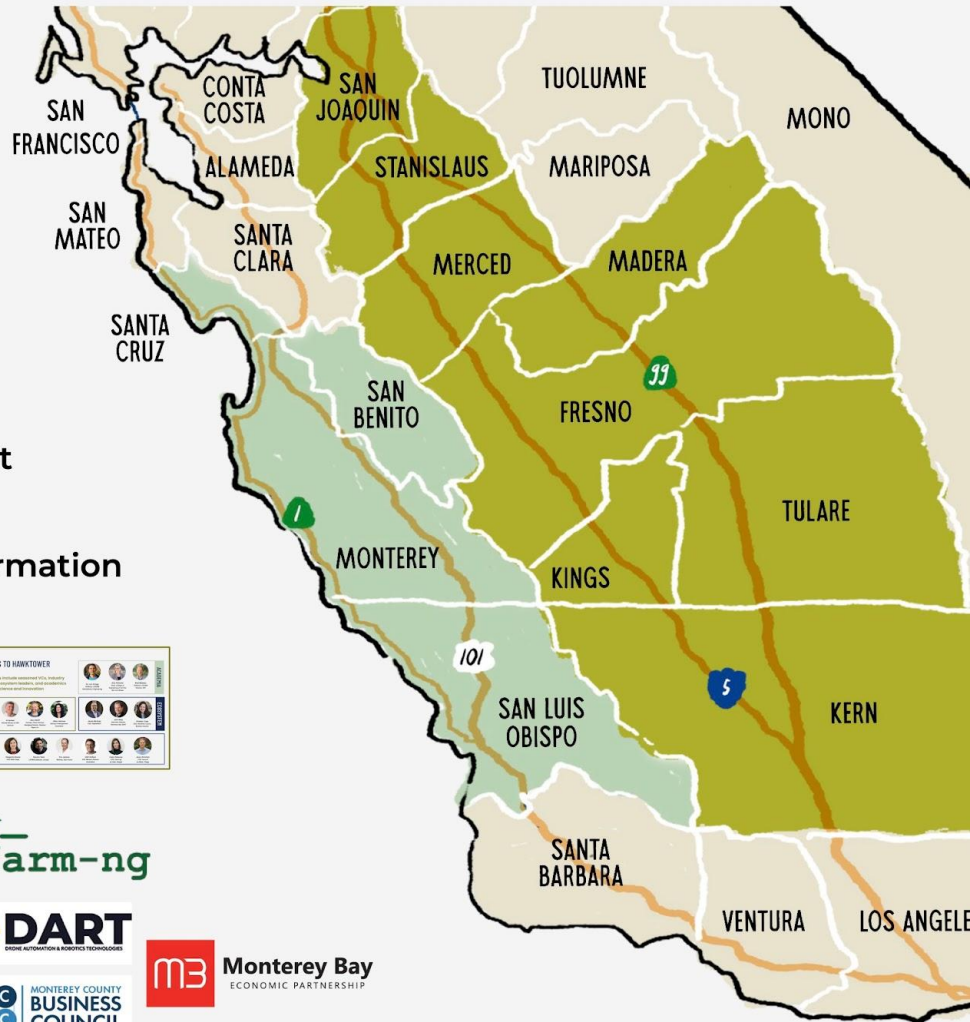 SAN
FRANCISCO
CONTA
COSTA
SAN
JOAQUIN
TUOLUMNE
MONO
ALAMEDA
STANISLAUS
MARIPOSA
SAN
MATEO
SANTA
CLARA
MERCED
MADERA
SANTA
CRUZ
99
SAN
BENITO
FRESNO
t
1
TULARE
rmation
MONTEREY
KINGS
S TO HAWKTOWER
101
5
SAN LUIS
OBISPO
KERN
arm-ng
SANTA
BARBARA
DART
DRONE AUTOMATION & ROBOTICS TECHNOLOGIES
VENTURA
LOS ANGELE
M3
Monterey Bay
ECONOMIC PARTNERSHIP
MONTEREY COUNTY
BUSINESS
COUNCIL